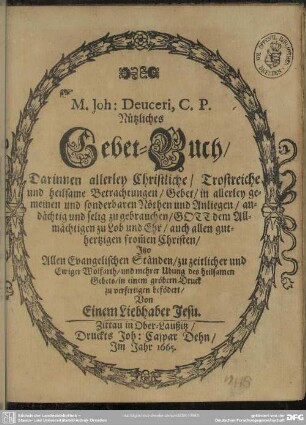 M. Joh: Deuceri, C. P.
Nützliches
Gebet-Buch/
Darinnen allerley Christliche/ Trostreiche
und heilsame Betrachtungen/ Gebet/ in allerley ge-
meinen und sonderbaren Nöthen und Anliegen/ an-
dächtig und selig zu gebrauchen/ GOTT dem All-
mächtigen zu Lob und Ehr/ auch allen gut-
hertzigen frommen Christen/
Itzo
Allen Evangelischen Ständen/ zu zeitlicher und
Ewiger Wolfarth/ und mehrer Ubung des heilsamen
Gebets/ in einem gröbern Druck
zu verfertigen befödert/
Von
Einem Liebhaber Jesu.
Zittau in Ober-Laußitz/
Druckts Joh: Caspar Dehn/
Im Jahr 1665.